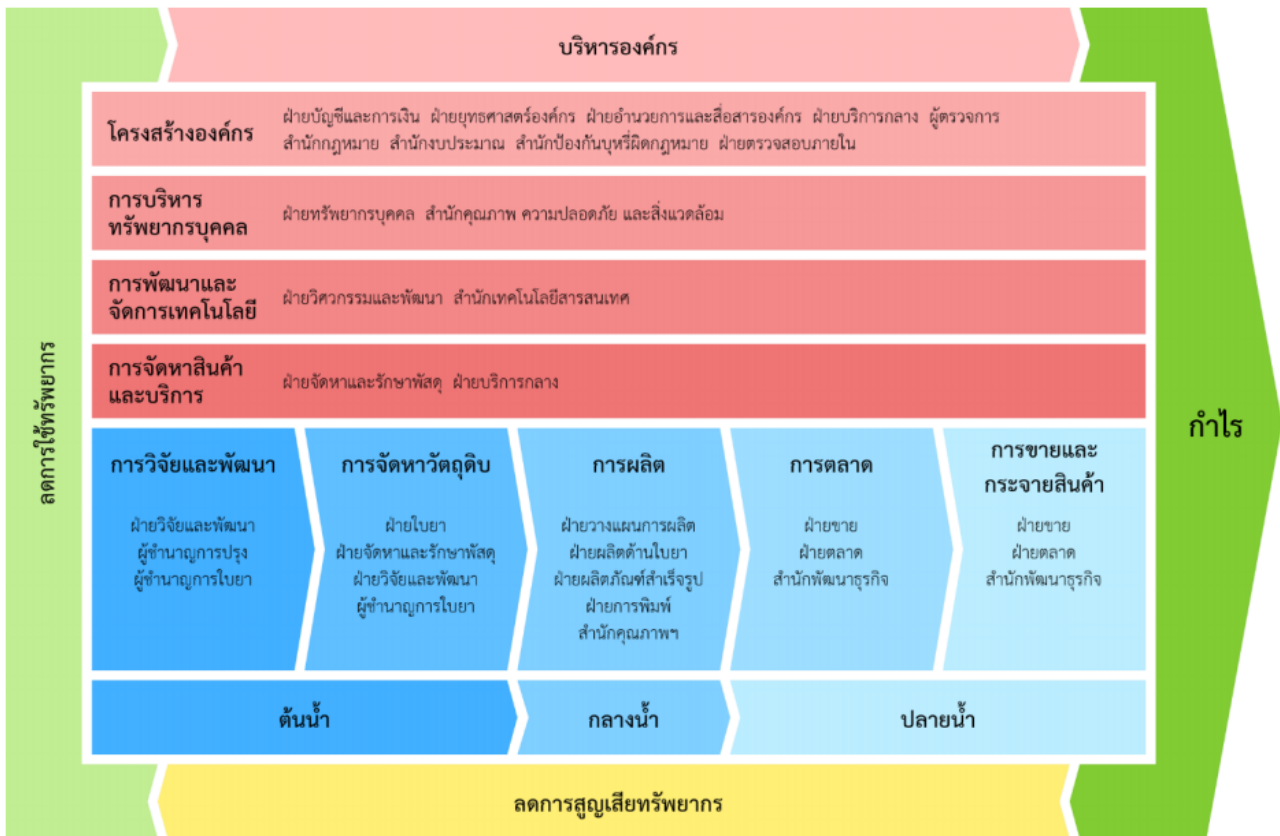 บริหารองค์กร
โครงสร้างองค์กร
ฝ่ายบัญชีและการเงิน ฝ่ายยุทธศาสตร์องค์กร ฝ่ายอำนวยการและสื่อสารองค์กร ฝ่ายบริการกลาง ผู้ตรวจการ
สำนักกฎหมาย สำนักงบประมาณ สำนักป้องกันบุหรี่ผิดกฎหมาย ฝ่ายตรวจสอบภายใน
การบริหาร
ทรัพยากรบุคคล
ฝ่ายทรัพยากรบุคคล สำนักคุณภาพ ความปลอดภัย และสิ่งแวดล้อม
การพัฒนาและ
จัดการเทคโนโลยี
ฝ่ายวิศวกรรมและพัฒนา สำนักเทคโนโลยีสารสนเทศ
การจัดหาสินค้า
และบริการ
ฝ่ายจัดหาและรักษาพัสดุ ฝ่ายบริการกลาง
ลดการใช้ทรัพยากร
กำไร
การวิจัยและพัฒนา
ฝ่ายวิจัยและพัฒนา
ผู้ชำนาญการปรุง
ผู้ชำนาญการใบยา
การจัดหาวัตถุดิบ
ฝ่ายใบยา
ฝ่ายจัดหาและรักษาพัสดุ
ฝ่ายวิจัยและพัฒนา
ผู้ชำนาญการใบยา
การผลิต
ฝ่ายวางแผนการผลิต
ฝ่ายผลิตด้านใบยา
ฝ่ายผลิตภัณฑ์สำเร็จรูป
ฝ่ายการพิมพ์
สำนักคุณภาพฯ
การตลาด
ฝ่ายขาย
ฝ่ายตลาด
สำนักพัฒนาธุรกิจ
การขายและ
กระจายสินค้า
ฝ่ายขาย
ฝ่ายตลาด
สำนักพัฒนาธุรกิจ
ต้นน้ำ
กลางน้ำ
ปลายน้ำ
ลดการสูญเสียทรัพยากร